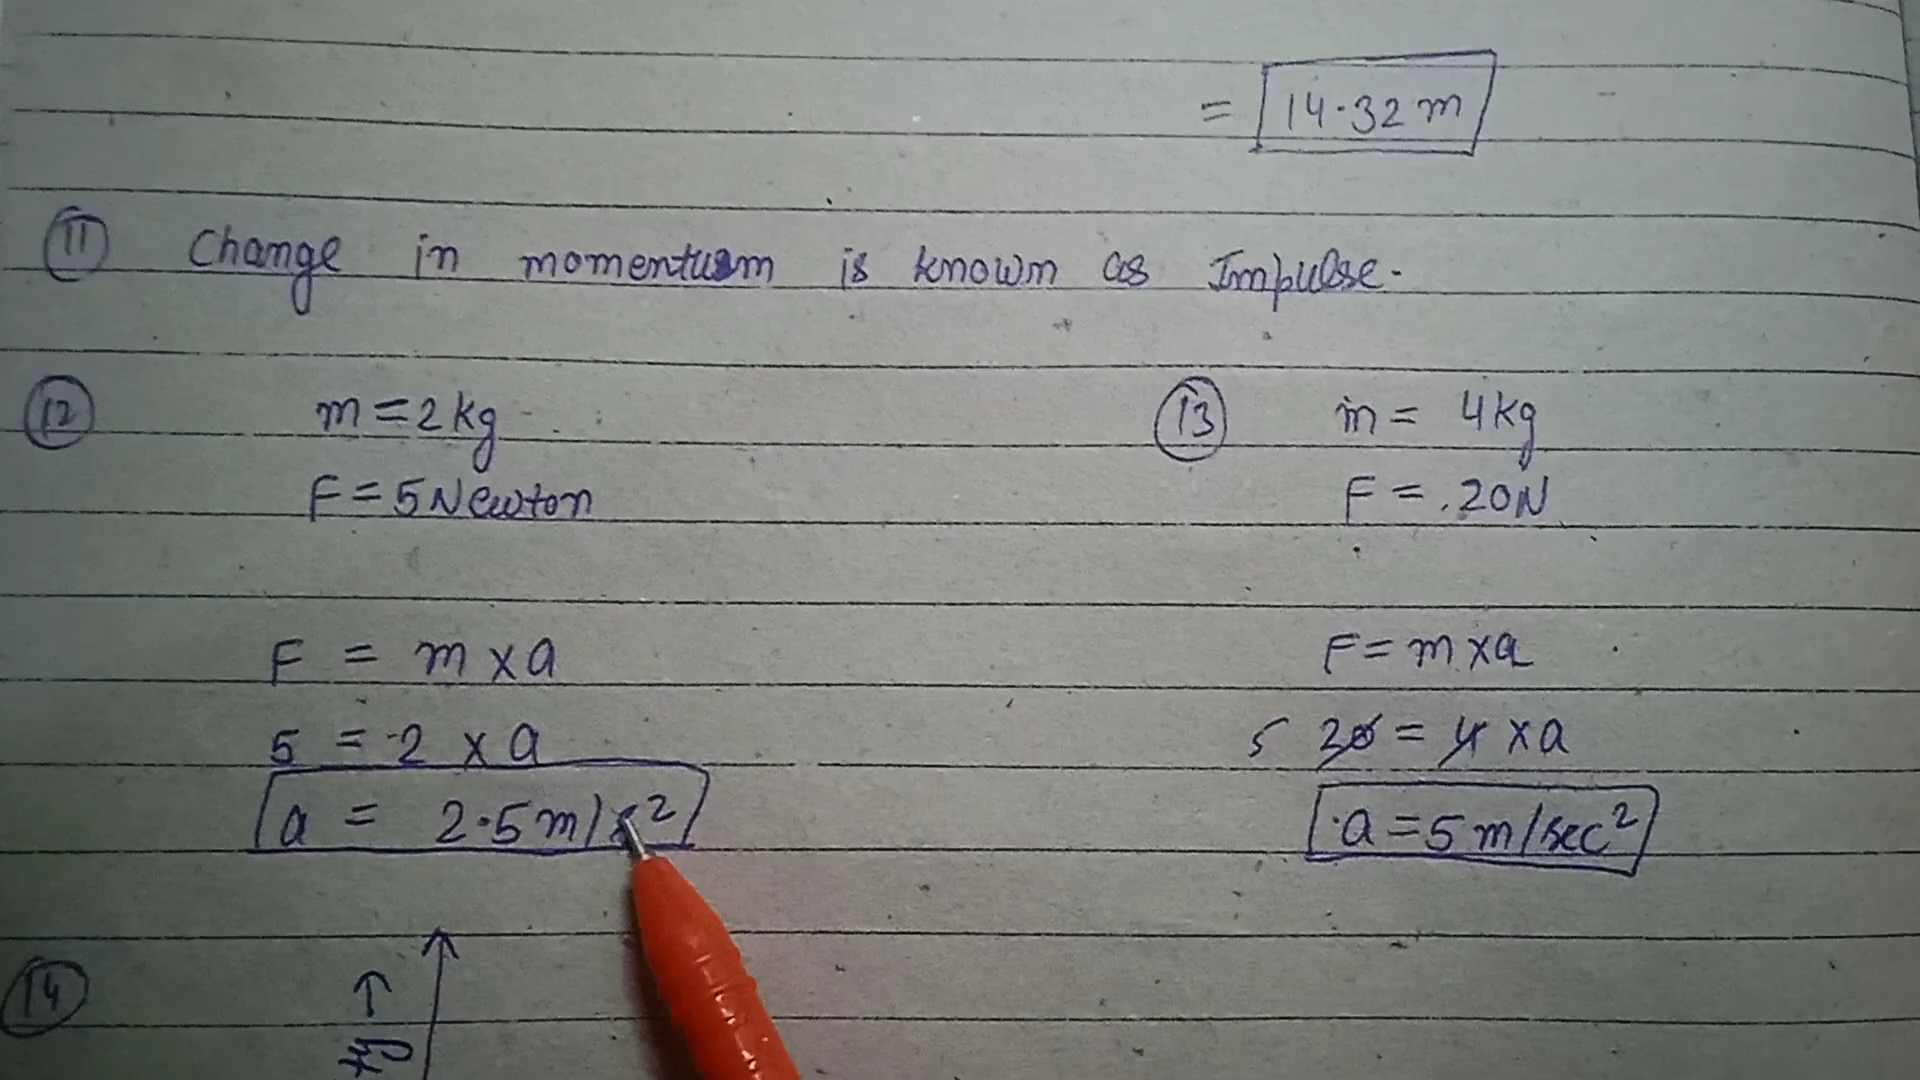 = 14.32 m
11 Change in momentum is known as Impulse.
12 m = 2 kg
F = 5 Newton
F = m x a
5 = 2 x a
a = 2.5 m/s²
13 m = 4 kg
F = 20N
F = m x a
5 20 = 4 x a
a = 5 m/sec²
14